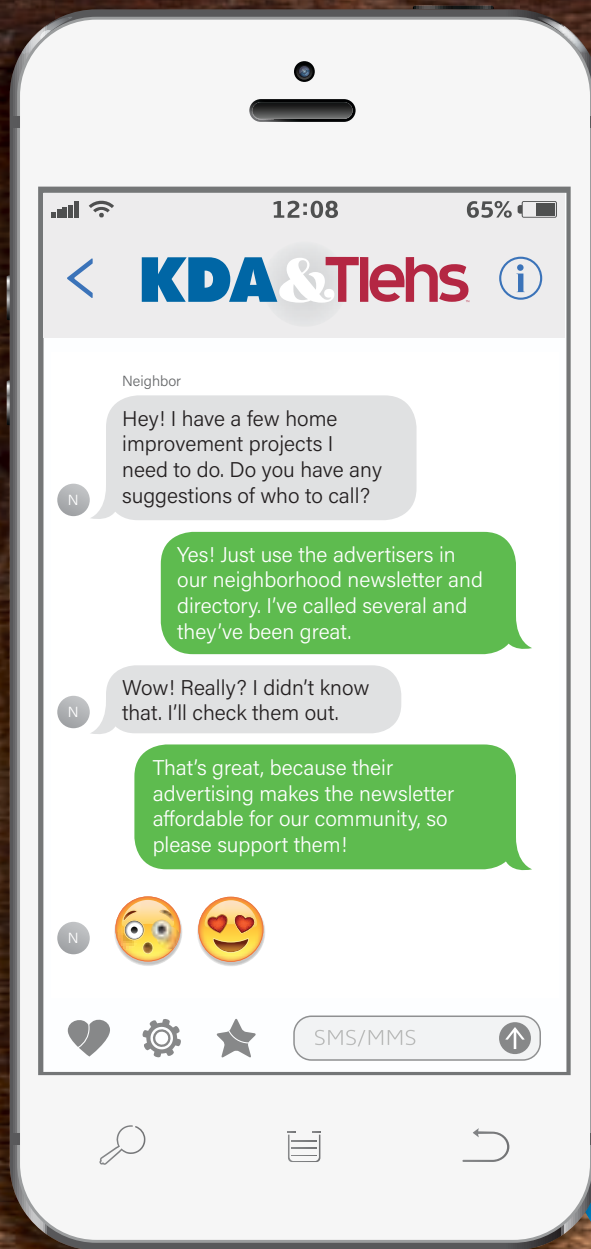 12:08
65%
KDA&Tlehs
i
Neighbor
Hey! I have a few home
improvement projects I
need to do. Do you have any
suggestions of who to call?
N
Yes! Just use the advertisers in
our neighborhood newsletter and
directory. I've called several and
they've been great.
Wow! Really? I didn't know
that. I'll check them out.
N
That's great, because their
advertising makes the newsletter
affordable for our community, so
please support them!
N
SMS/MMS